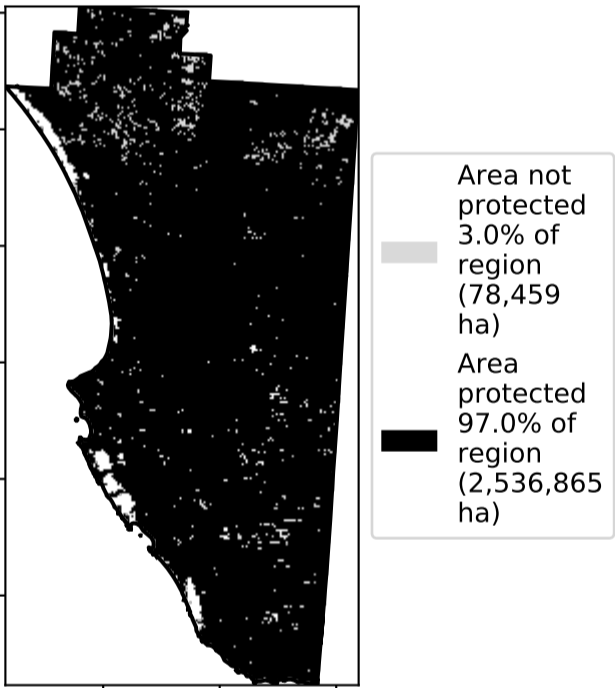 Area not
protected
3.0% of
region
(78,459
ha)
Area
protected
97.0% of
region
(2,536,865
ha)